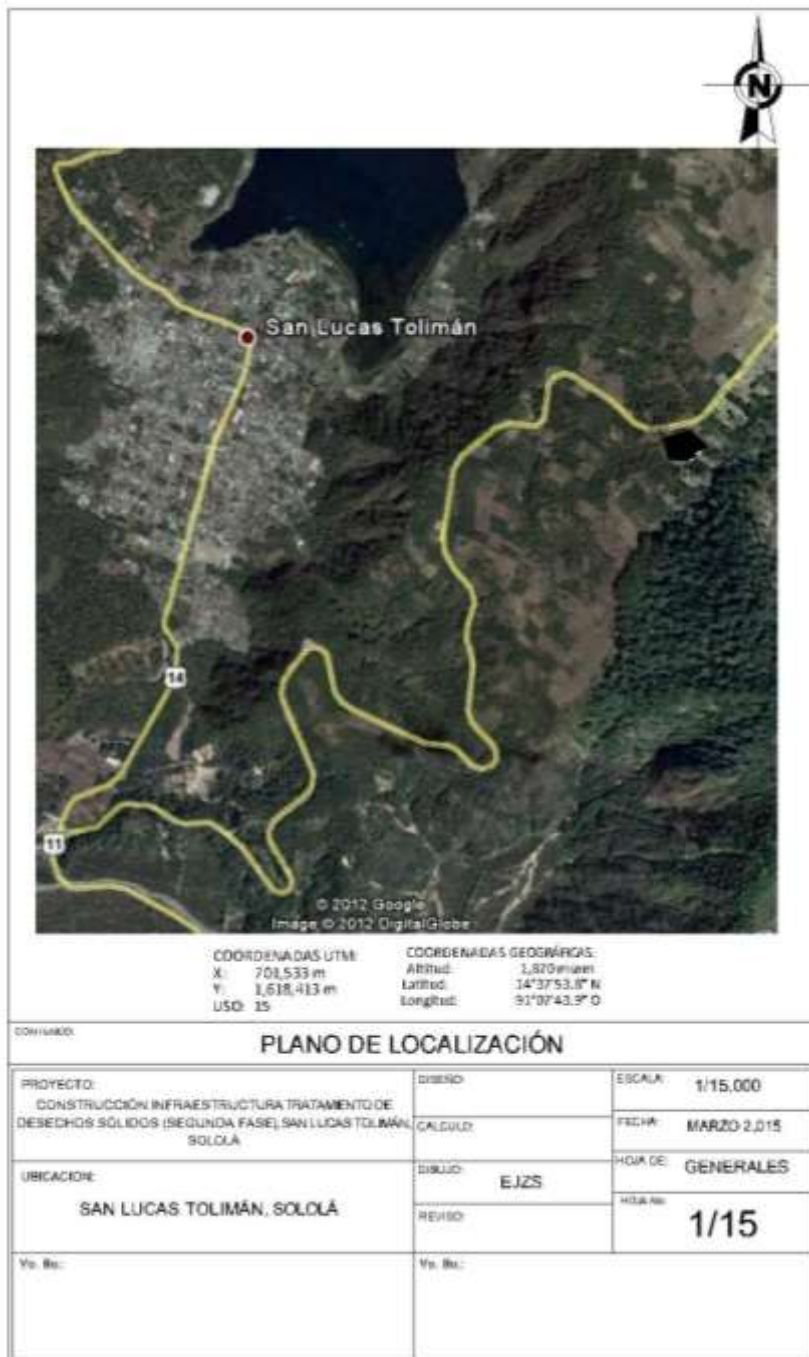 N
San Lucas Tolimán
14
11
© 2012 Google
Image © 2012 DigitalGlobe
COORDENADAS UTM:
X: 701,533 m
Y: 1,618,413 m
USO: 15
COORDENADAS GEOGRÁFICAS:
Altitud: 1,870 msnm
Latitud: 14°37'53.8" N
Longitud: 91°07'43.9" O
CONTENIDO:
PLANO DE LOCALIZACIÓN
PROYECTO:
CONSTRUCCIÓN INFRAESTRUCTURA TRATAMIENTO DE
DESECHOS SÓLIDOS (SEGUNDA FASE), SAN LUCAS TOLIMÁN,
SOLOLÁ
UBICACION:
SAN LUCAS TOLIMÁN, SOLOLÁ
DISEÑO:
CALCULO:
DIBUJO:
EJZS
REVISO:
ESCALA: 1/15,000
FECHA: MARZO 2,015
HOJA DE: GENERALES
HOJA No:
1/15
Vo. Bo.:
Vo. Bo.: